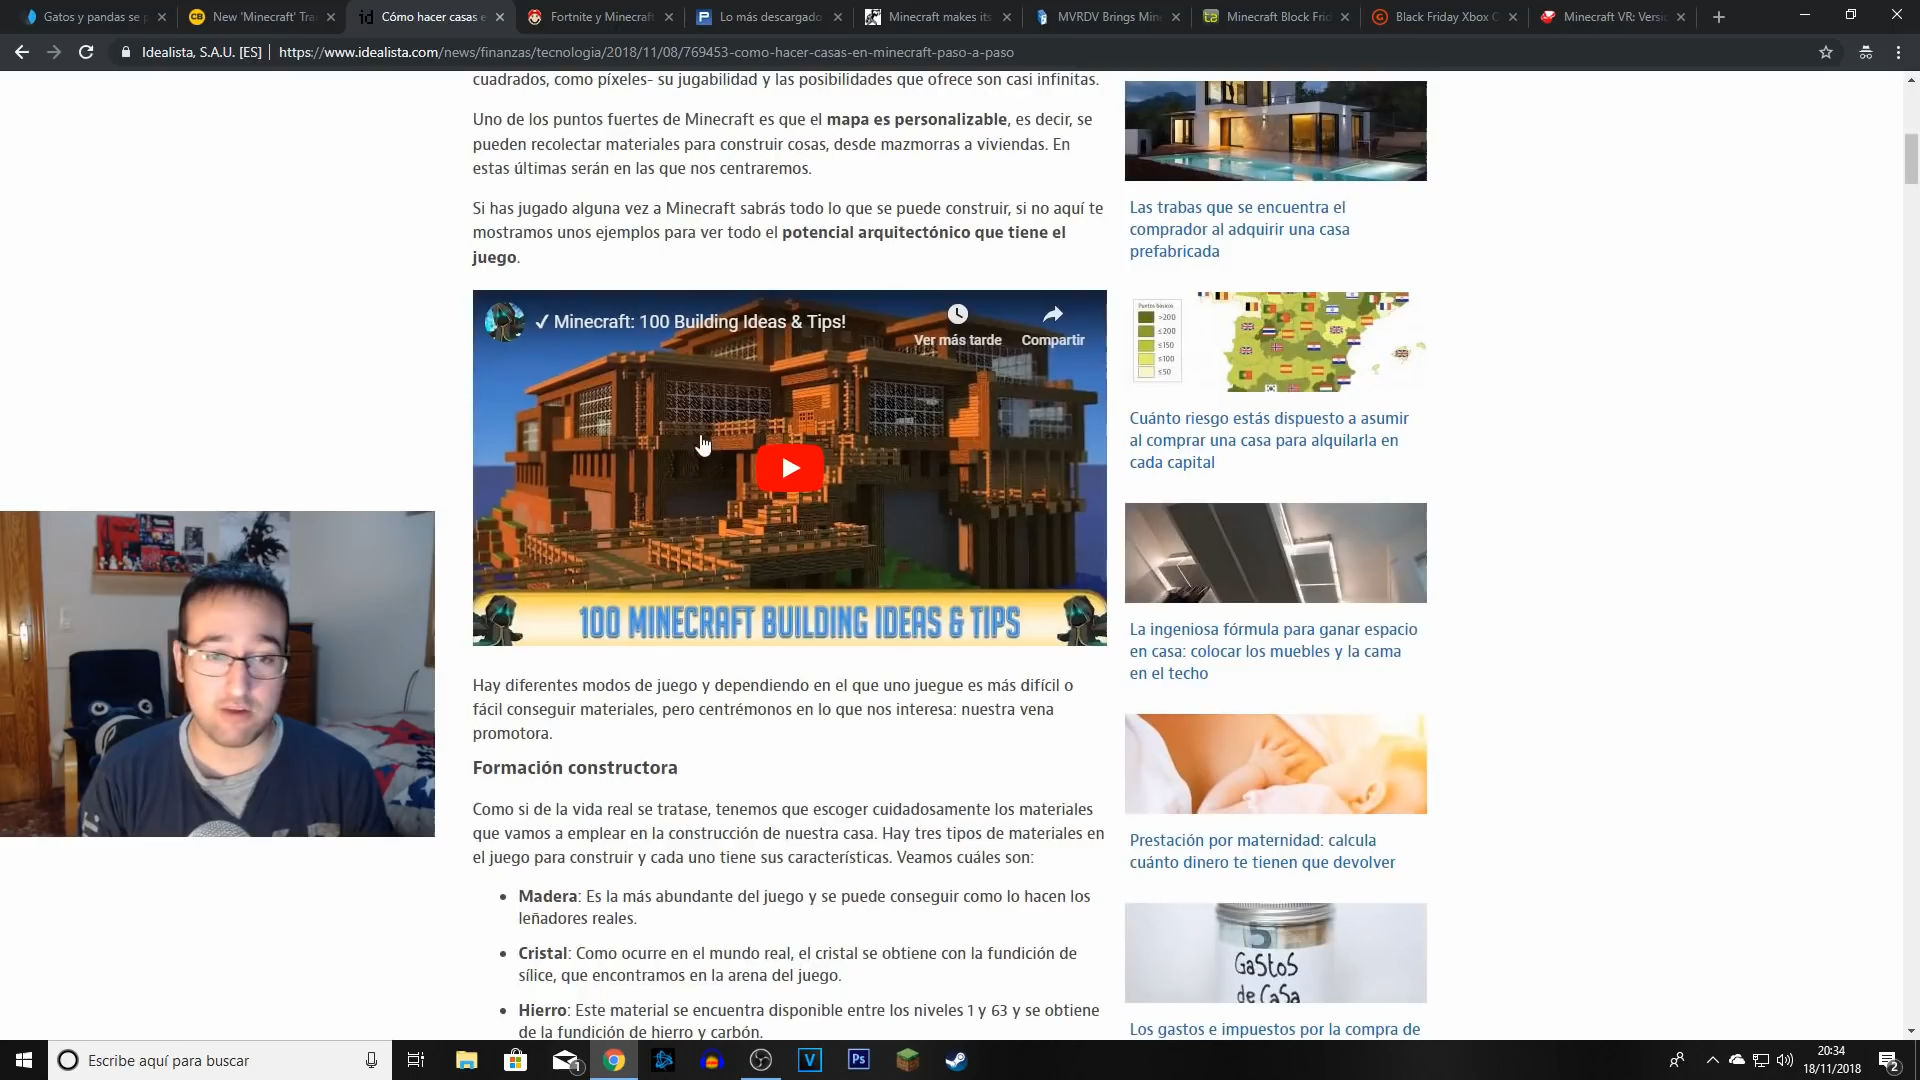 Gatos y pandas se p
New 'Minecraft' Tra
Cómo hacer casas e
Fortnite y Minecraft
Lo más descargado
Minecraft makes its
MVRDV Brings Mine
Minecraft Block Frid
Black Friday Xbox O
Minecraft VR: Versi
Idealista, S.A.U. [ES] | https://www.idealista.com/news/finanzas/tecnologia/2018/11/08/769453-como-hacer-casas-en-minecraft-paso-a-paso
cuadrados, como píxeles- su jugabilidad y las posibilidades que ofrece son casi infinitas.
Uno de los puntos fuertes de Minecraft es que el mapa es personalizable, es decir, se
pueden recolectar materiales para construir cosas, desde mazmorras a viviendas. En
estas últimas serán en las que nos centraremos.
Si has jugado alguna vez a Minecraft sabrás todo lo que se puede construir, si no aquí te
mostramos unos ejemplos para ver todo el potencial arquitectónico que tiene el
juego.
✓ Minecraft: 100 Building Ideas & Tips!
Ver más tarde
Compartir
100 MINECRAFT BUILDING IDEAS & TIPS
Hay diferentes modos de juego y dependiendo en el que uno juegue es más difícil o
fácil conseguir materiales, pero centrémonos en lo que nos interesa: nuestra vena
promotora.
Formación constructora
Como si de la vida real se tratase, tenemos que escoger cuidadosamente los materiales
que vamos a emplear en la construcción de nuestra casa. Hay tres tipos de materiales en
el juego para construir y cada uno tiene sus características. Veamos cuáles son:
Madera: Es la más abundante del juego y se puede conseguir como lo hacen los
leñadores reales.
Cristal: Como ocurre en el mundo real, el cristal se obtiene con la fundición de
sílice, que encontramos en la arena del juego.
Hierro: Este material se encuentra disponible entre los niveles 1 y 63 y se obtiene
de la fundición de hierro y carbón.
Las trabas que se encuentra el
comprador al adquirir una casa
prefabricada
Puntos básicos
>200
≤200
≤150
≤100
≤50
Cuánto riesgo estás dispuesto a asumir
al comprar una casa para alquilarla en
cada capital
La ingeniosa fórmula para ganar espacio
en casa: colocar los muebles y la cama
en el techo
Prestación por maternidad: calcula
cuánto dinero te tienen que devolver
GaStoS
de CaSa
Los gastos e impuestos por la compra de
Escribe aquí para buscar
20:34
18/11/2018